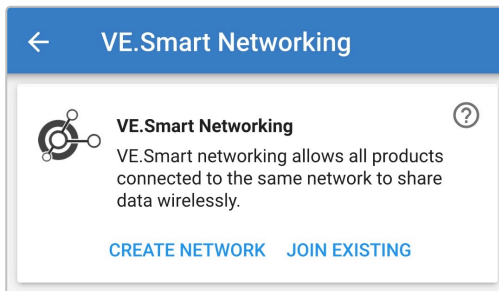 VE.Smart Networking
VE.Smart Networking
VE.Smart networking allows all products
connected to the same network to share
data wirelessly.
CREATE NETWORK JOIN EXISTING